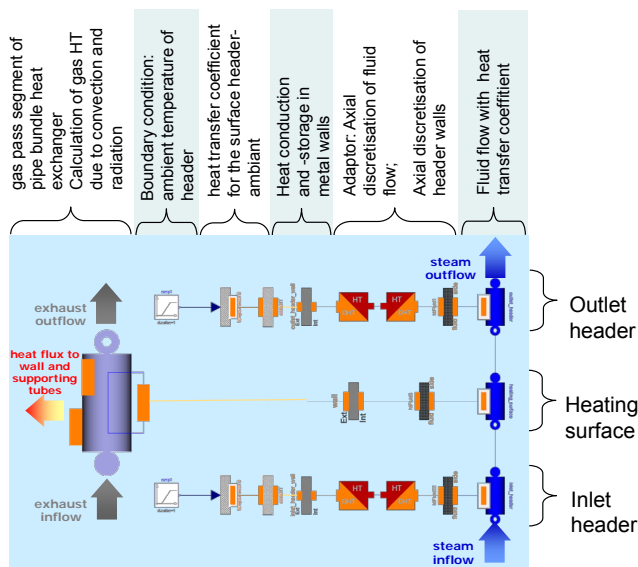 gas pass segment of
pipe bundle heat
exchanger
Calculation of gas HT
due to convection and
radiation
Boundary condition:
ambient temperature of
header
heat transfer coefficient
for the surface header-
ambiant
Heat conduction
and -storage in
metal walls
Adaptor: Axial
discretisation of fluid
flow;
Axial discretisation of
header walls
Fluid flow with heat
transfer coeffitient
exhaust
outflow
heat flux to
wall and
supporting
tubes
exhaust
inflow
steam
outflow
HT
HT
Outlet
header
wall
Ext
Int
Heating
surface
HT
HT
Inlet
header
steam
inflow